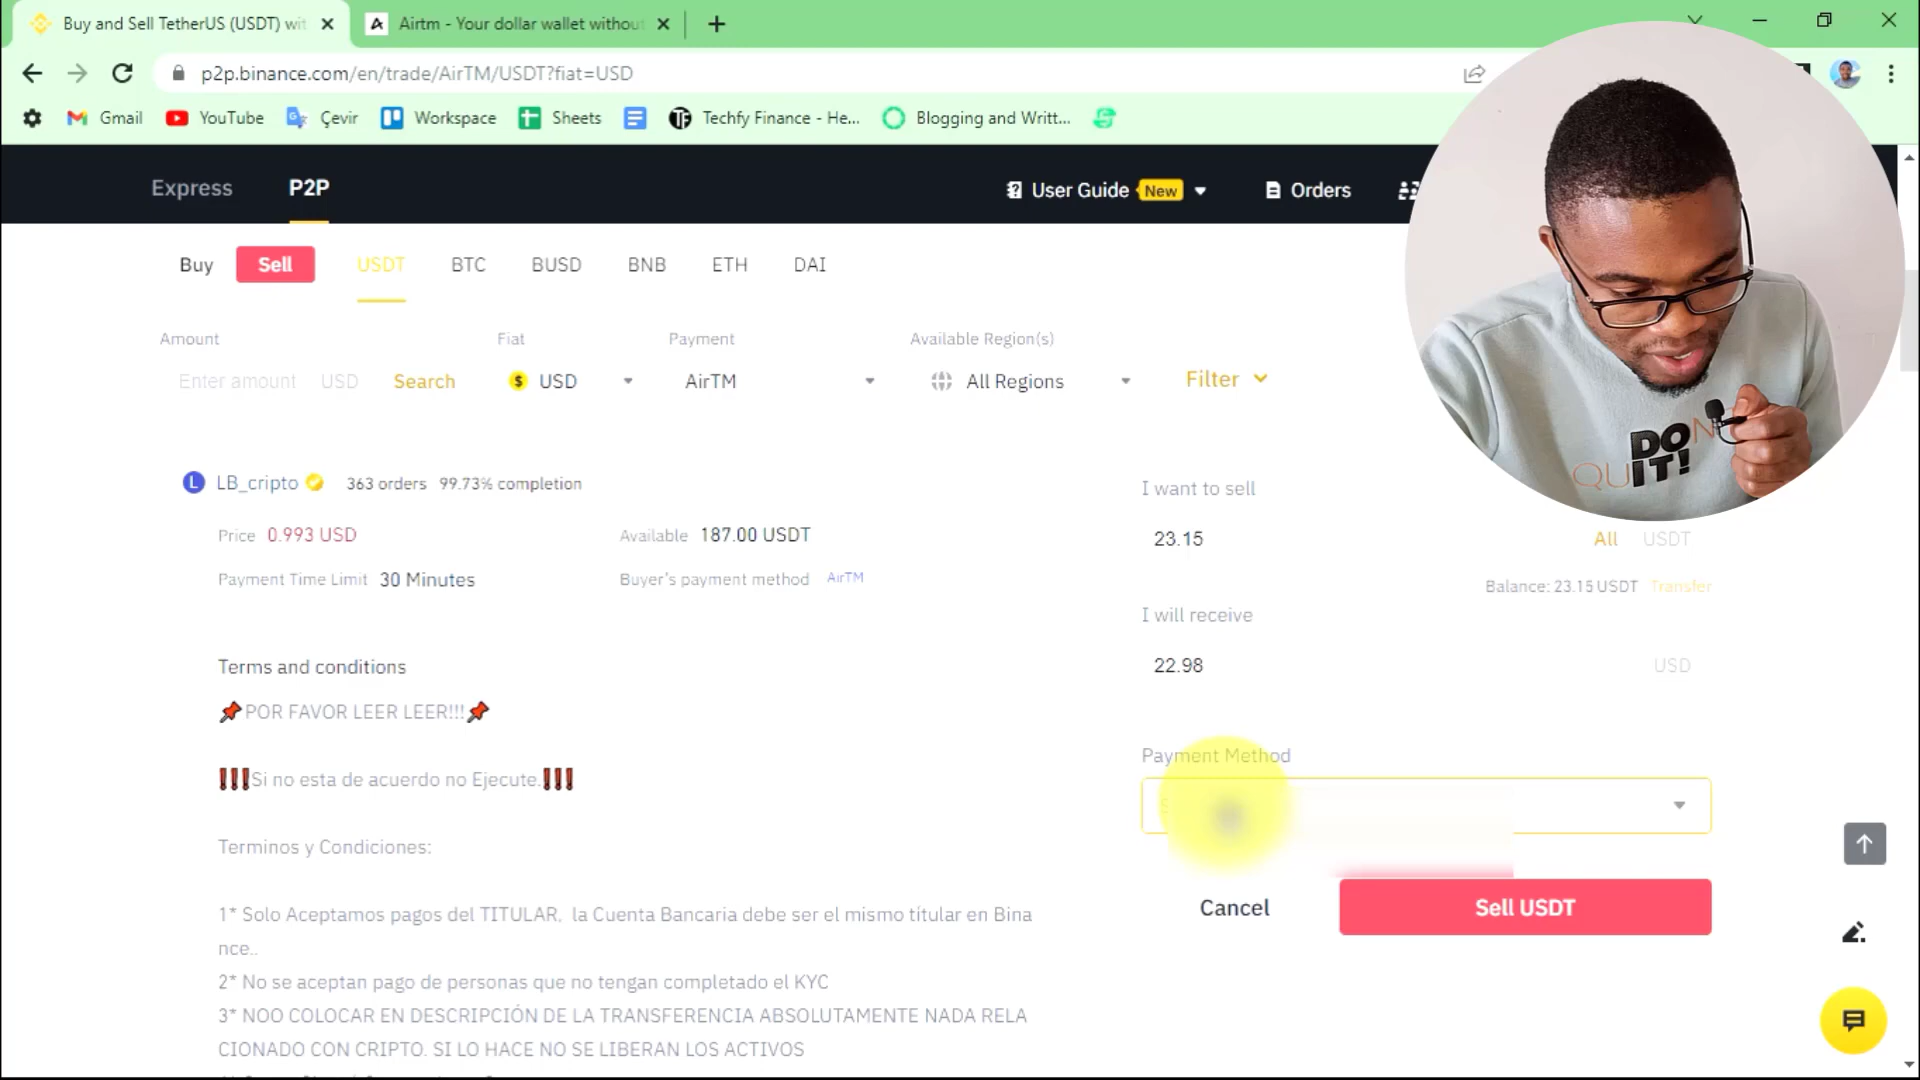 Buy and Sell TetherUS (USDT) wit
Airtm - Your dollar wallet without
p2p.binance.com/en/trade/AirTM/USDT?fiat=USD
Gmail YouTube Çevir Workspace Sheets Techfy Finance - He... Blogging and Writt...
Express P2P User Guide New Orders
Buy Sell USDT BTC BUSD BNB ETH DAI
Amount Fiat Payment Available Region(s)
Enter amount USD Search $ USD AirTM All Regions Filter
L LB_cripto 363 orders 99.73% completion
I want to sell
Price 0.993 USD Available 187.00 USDT
23.15 All USDT
Payment Time Limit 30 Minutes Buyer's payment method AirTM
Balance: 23.15 USDT Transfer
I will receive
22.98 USD
Terms and conditions
📌POR FAVOR LEER LEER!!!📌
Payment Method
❗❗❗Si no esta de acuerdo no Ejecute.❗❗❗
Terminos y Condiciones:
Cancel Sell USDT
1* Solo Aceptamos pagos del TITULAR, la Cuenta Bancaria debe ser el mismo títular en Bina
nce..
2* No se aceptan pago de personas que no tengan completado el KYC
3* NOO COLOCAR EN DESCRIPCIÓN DE LA TRANSFERENCIA ABSOLUTAMENTE NADA RELA
CIONADO CON CRIPTO. SI LO HACE NO SE LIBERAN LOS ACTIVOS
DON
QUIT!